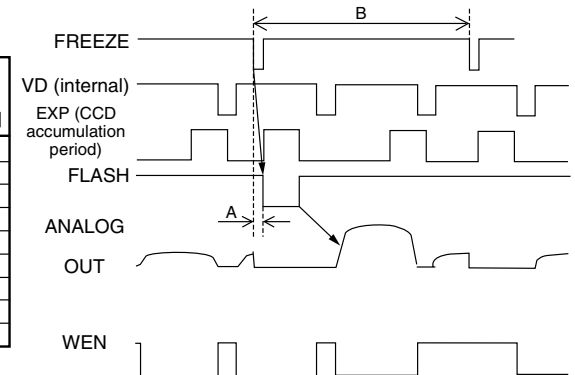 B
FREEZE
VD (internal)
EXP (CCD
accumulation
period)
FLASH
A
ANALOG
OUT
WEN